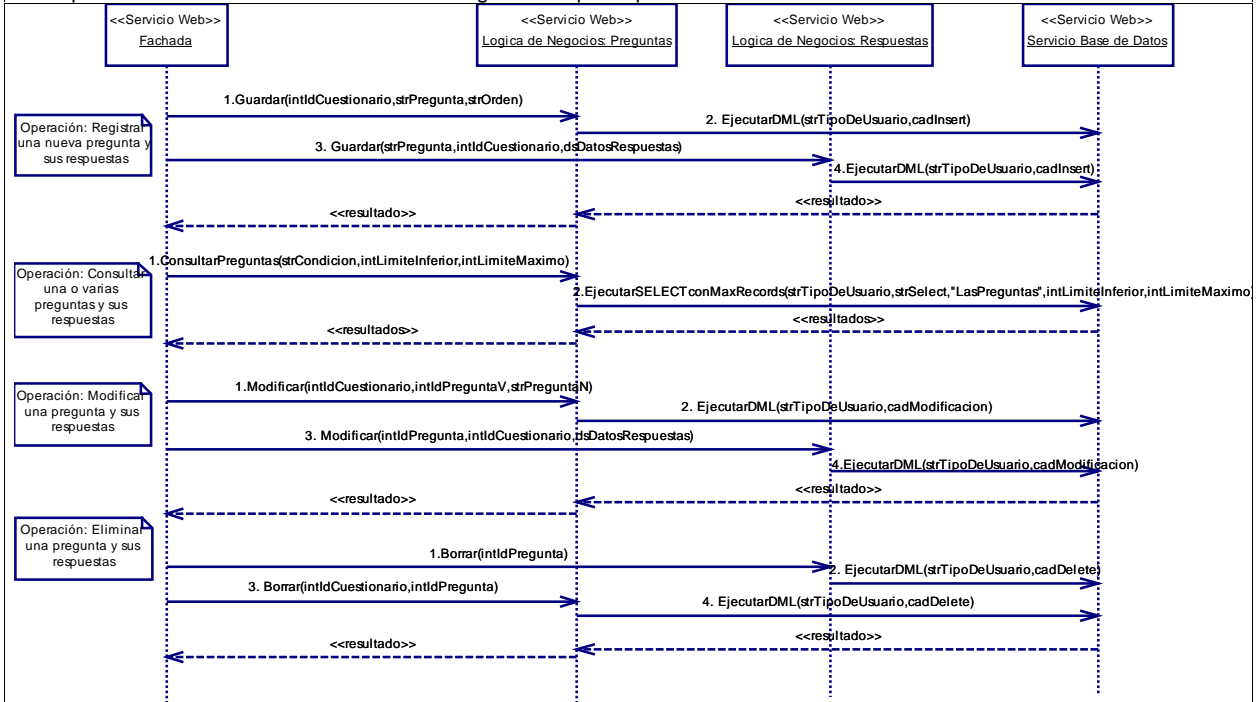 <<Servicio Web>>
Fachada
<<Servicio Web>>
Logica de Negocios: Preguntas
<<Servicio Web>>
Logica de Negocios: Respuestas
<<Servicio Web>>
Servicio Base de Datos
Operación: Registrar
una nueva pregunta y
sus respuestas
1.Guardar(intIdCuestionario,strPregunta,strOrden)
2. EjecutarDML(strTipoDeUsuario,cadInsert)
3. Guardar(strPregunta,intIdCuestionario,dsDatosRespuestas)
4.EjecutarDML(strTipoDeUsuario,cadInsert)
<<resultado>>
<<resultado>>
Operación: Consultar
una o varias
preguntas y sus
respuestas
1.ConsultarPreguntas(strCondicion,intLimiteInferior,intLimiteMaximo)
2.EjecutarSELECTconMaxRecords(strTipoDeUsuario,strSelect,"LasPreguntas",intLimiteInferior,intLimiteMaximo)
<<resultados>>
<<resultados>>
Operación: Modificar
una pregunta y sus
respuestas
1.Modificar(intIdCuestionario,intIdPreguntaV,strPreguntaN)
2. EjecutarDML(strTipoDeUsuario,cadModificacion)
3. Modificar(intIdPregunta,intIdCuestionario,dsDatosRespuestas)
4.EjecutarDML(strTipoDeUsuario,cadModificacion)
<<resultado>>
<<resultado>>
Operación: Eliminar
una pregunta y sus
respuestas
1.Borrar(intIdPregunta)
2. EjecutarDML(strTipoDeUsuario,cadDelete)
3. Borrar(intIdCuestionario,intIdPregunta)
4. EjecutarDML(strTipoDeUsuario,cadDelete)
<<resultado>>
<<resultado>>